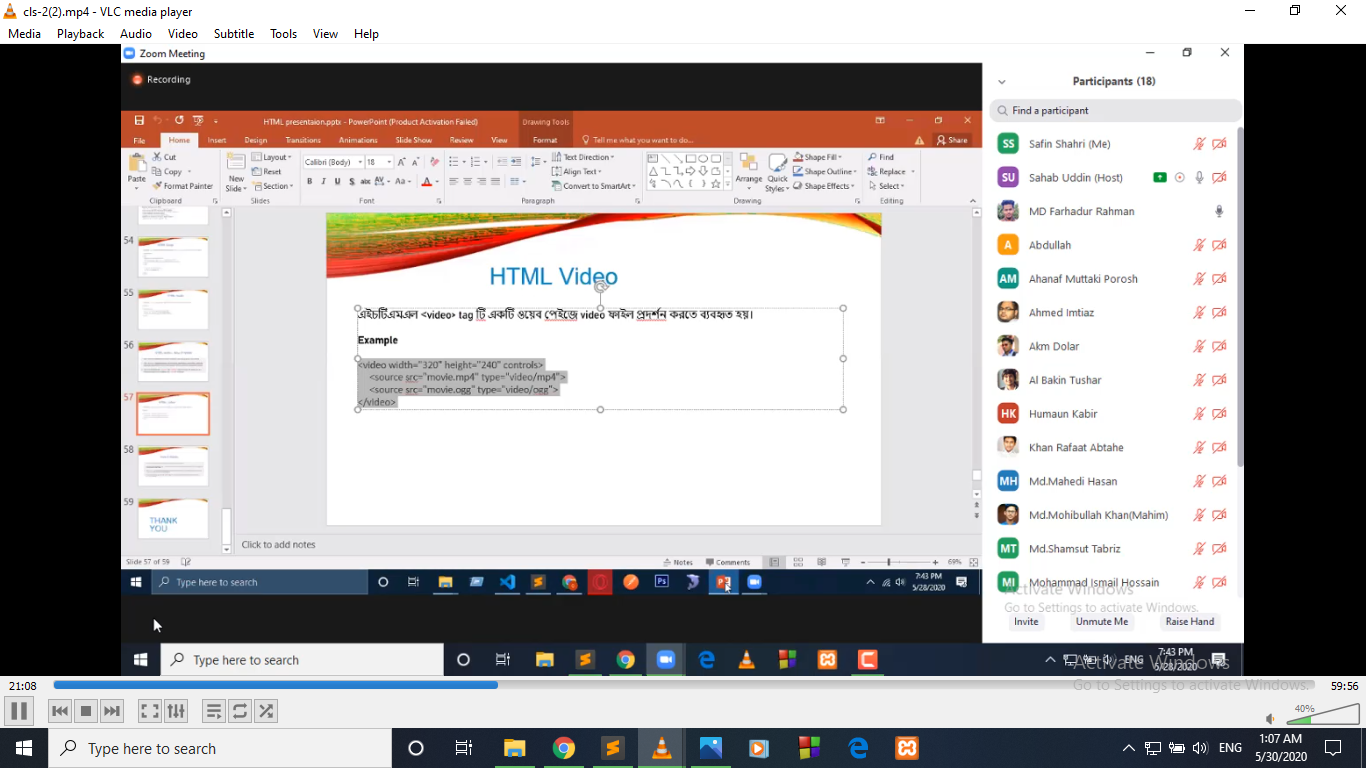 cls-2(2).mp4 - VLC media player
Media Playback Audio Video Subtitle Tools View Help
Zoom Meeting
Recording
HTML presentaion.pptx - PowerPoint (Product Activation Failed)
Drawing Tools
File Home Insert Design Transitions Animations Slide Show Review View Format Tell me what you want to do... Share
Paste
Cut
Copy
Format Painter
Clipboard
New Slide
Layout
Reset
Section
Slides
Calibri (Body) 18
Font
Text Direction
Align Text
Convert to SmartArt
Paragraph
Arrange
Quick Styles
Shape Fill
Shape Outline
Shape Effects
Drawing
Find
Replace
Select
Editing
54
55
56
57
58
59
THANK
YOU
HTML Video
এইচটিএমএল <video> tag টি একটি ওয়েব পেইজে video ফাইল প্রদর্শন করতে ব্যবহৃত হয়।
Example
<video width="320" height="240" controls>
<source src="movie.mp4" type="video/mp4">
<source src="movie.ogg" type="video/ogg">
</video>
Click to add notes
Slide 57 of 59
Notes Comments 69%
Type here to search
7:43 PM
5/28/2020
Participants (18)
Find a participant
SS Safin Shahri (Me)
SU Sahab Uddin (Host)
MD Farhadur Rahman
A Abdullah
AM Ahanaf Muttaki Porosh
Ahmed Imtiaz
Akm Dolar
Al Bakin Tushar
HK Humaun Kabir
Khan Rafaat Abtahe
MH Md.Mahedi Hasan
Md.Mohibullah Khan(Mahim)
MT Md.Shamsut Tabriz
MI Mohammad Ismail Hossain
Activate Windows
Go to Settings to activate Windows.
Invite Unmute Me Raise Hand
Type here to search
ENG
7:43 PM
5/28/2020
Activate Windows
Go to Settings to activate Windows.
21:08
59:56
40%
Type here to search
ENG
1:07 AM
5/30/2020